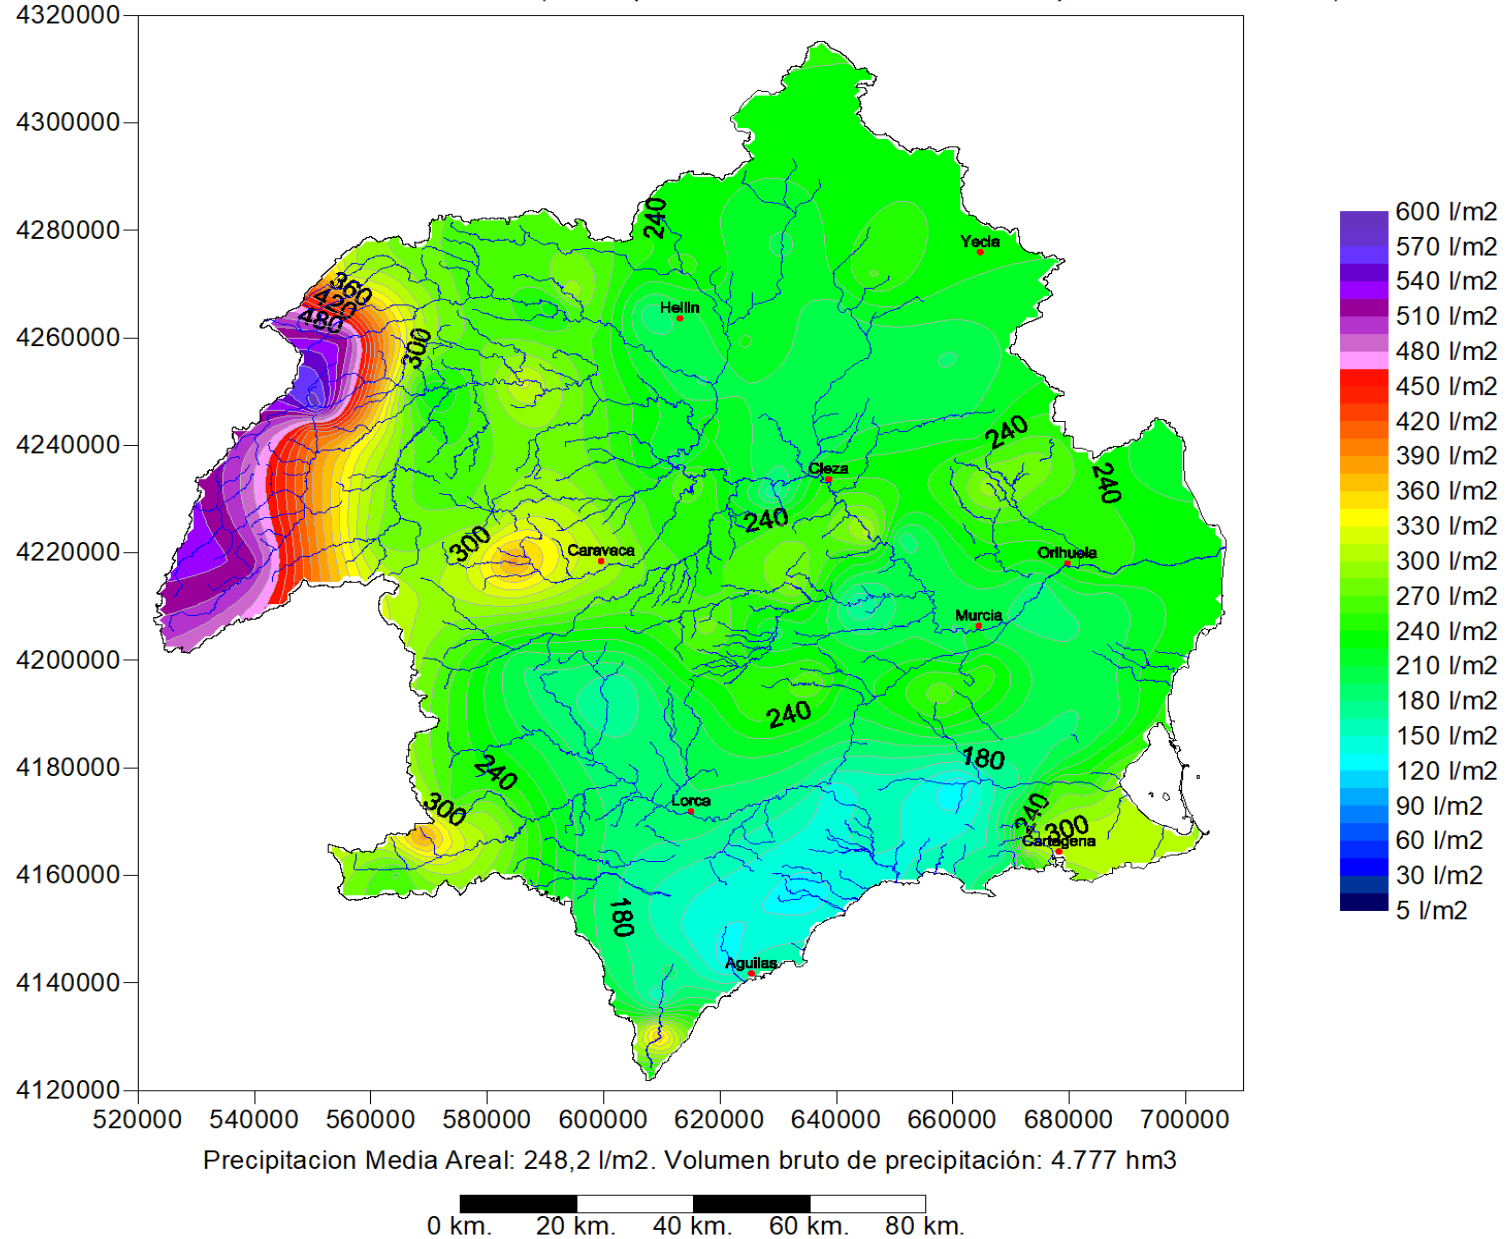 4320000
4300000
4280000
4260000
4240000
4220000
4200000
4180000
4160000
4140000
4120000
520000 540000 560000 580000 600000 620000 640000 660000 680000 700000
240
Yecla
360
420
480
300
Hellin
240
240
Cieza
240
300
Caravaca
Orihuela
Murcia
240
180
240
300
Lorca
240
300
Cartagena
180
Aguilas
600 l/m2
570 l/m2
540 l/m2
510 l/m2
480 l/m2
450 l/m2
420 l/m2
390 l/m2
360 l/m2
330 l/m2
300 l/m2
270 l/m2
240 l/m2
210 l/m2
180 l/m2
150 l/m2
120 l/m2
90 l/m2
60 l/m2
30 l/m2
5 l/m2
Precipitacion Media Areal: 248,2 l/m2. Volumen bruto de precipitación: 4.777 hm3
0 km. 20 km. 40 km. 60 km. 80 km.